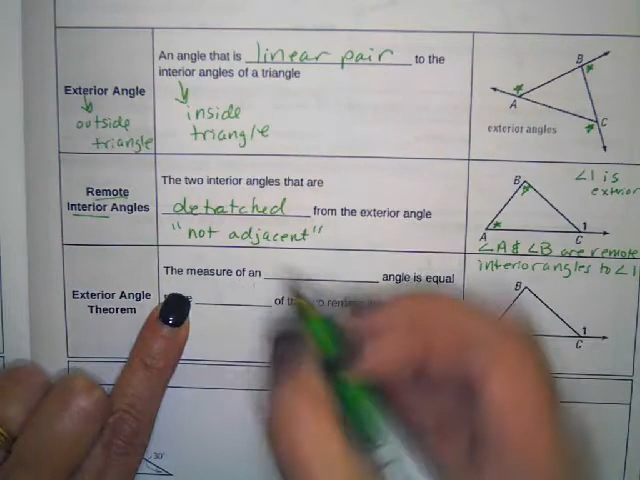 Exterior Angle
outside
triangle
An angle that is linear pair to the
interior angles of a triangle
inside
triangle
B
A
C
exterior angles
Remote
Interior Angles
The two interior angles that are
detatched from the exterior angle
"not adjacent"
∠1 is
exterior
B
A
C
1
∠A & ∠B are remote
interior angles to ∠1
Exterior Angle
Theorem
The measure of an ____________ angle is equal
of
B
1
C
30°